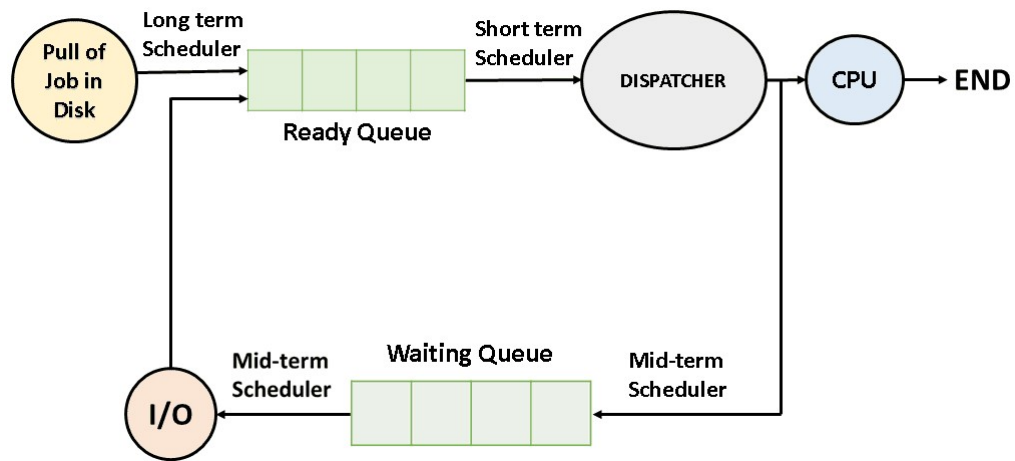 Long term
Scheduler
Pull of
Job in
Disk
Short term
Scheduler
DISPATCHER
CPU
END
Ready Queue
Waiting Queue
Mid-term
Scheduler
Mid-term
Scheduler
I/O